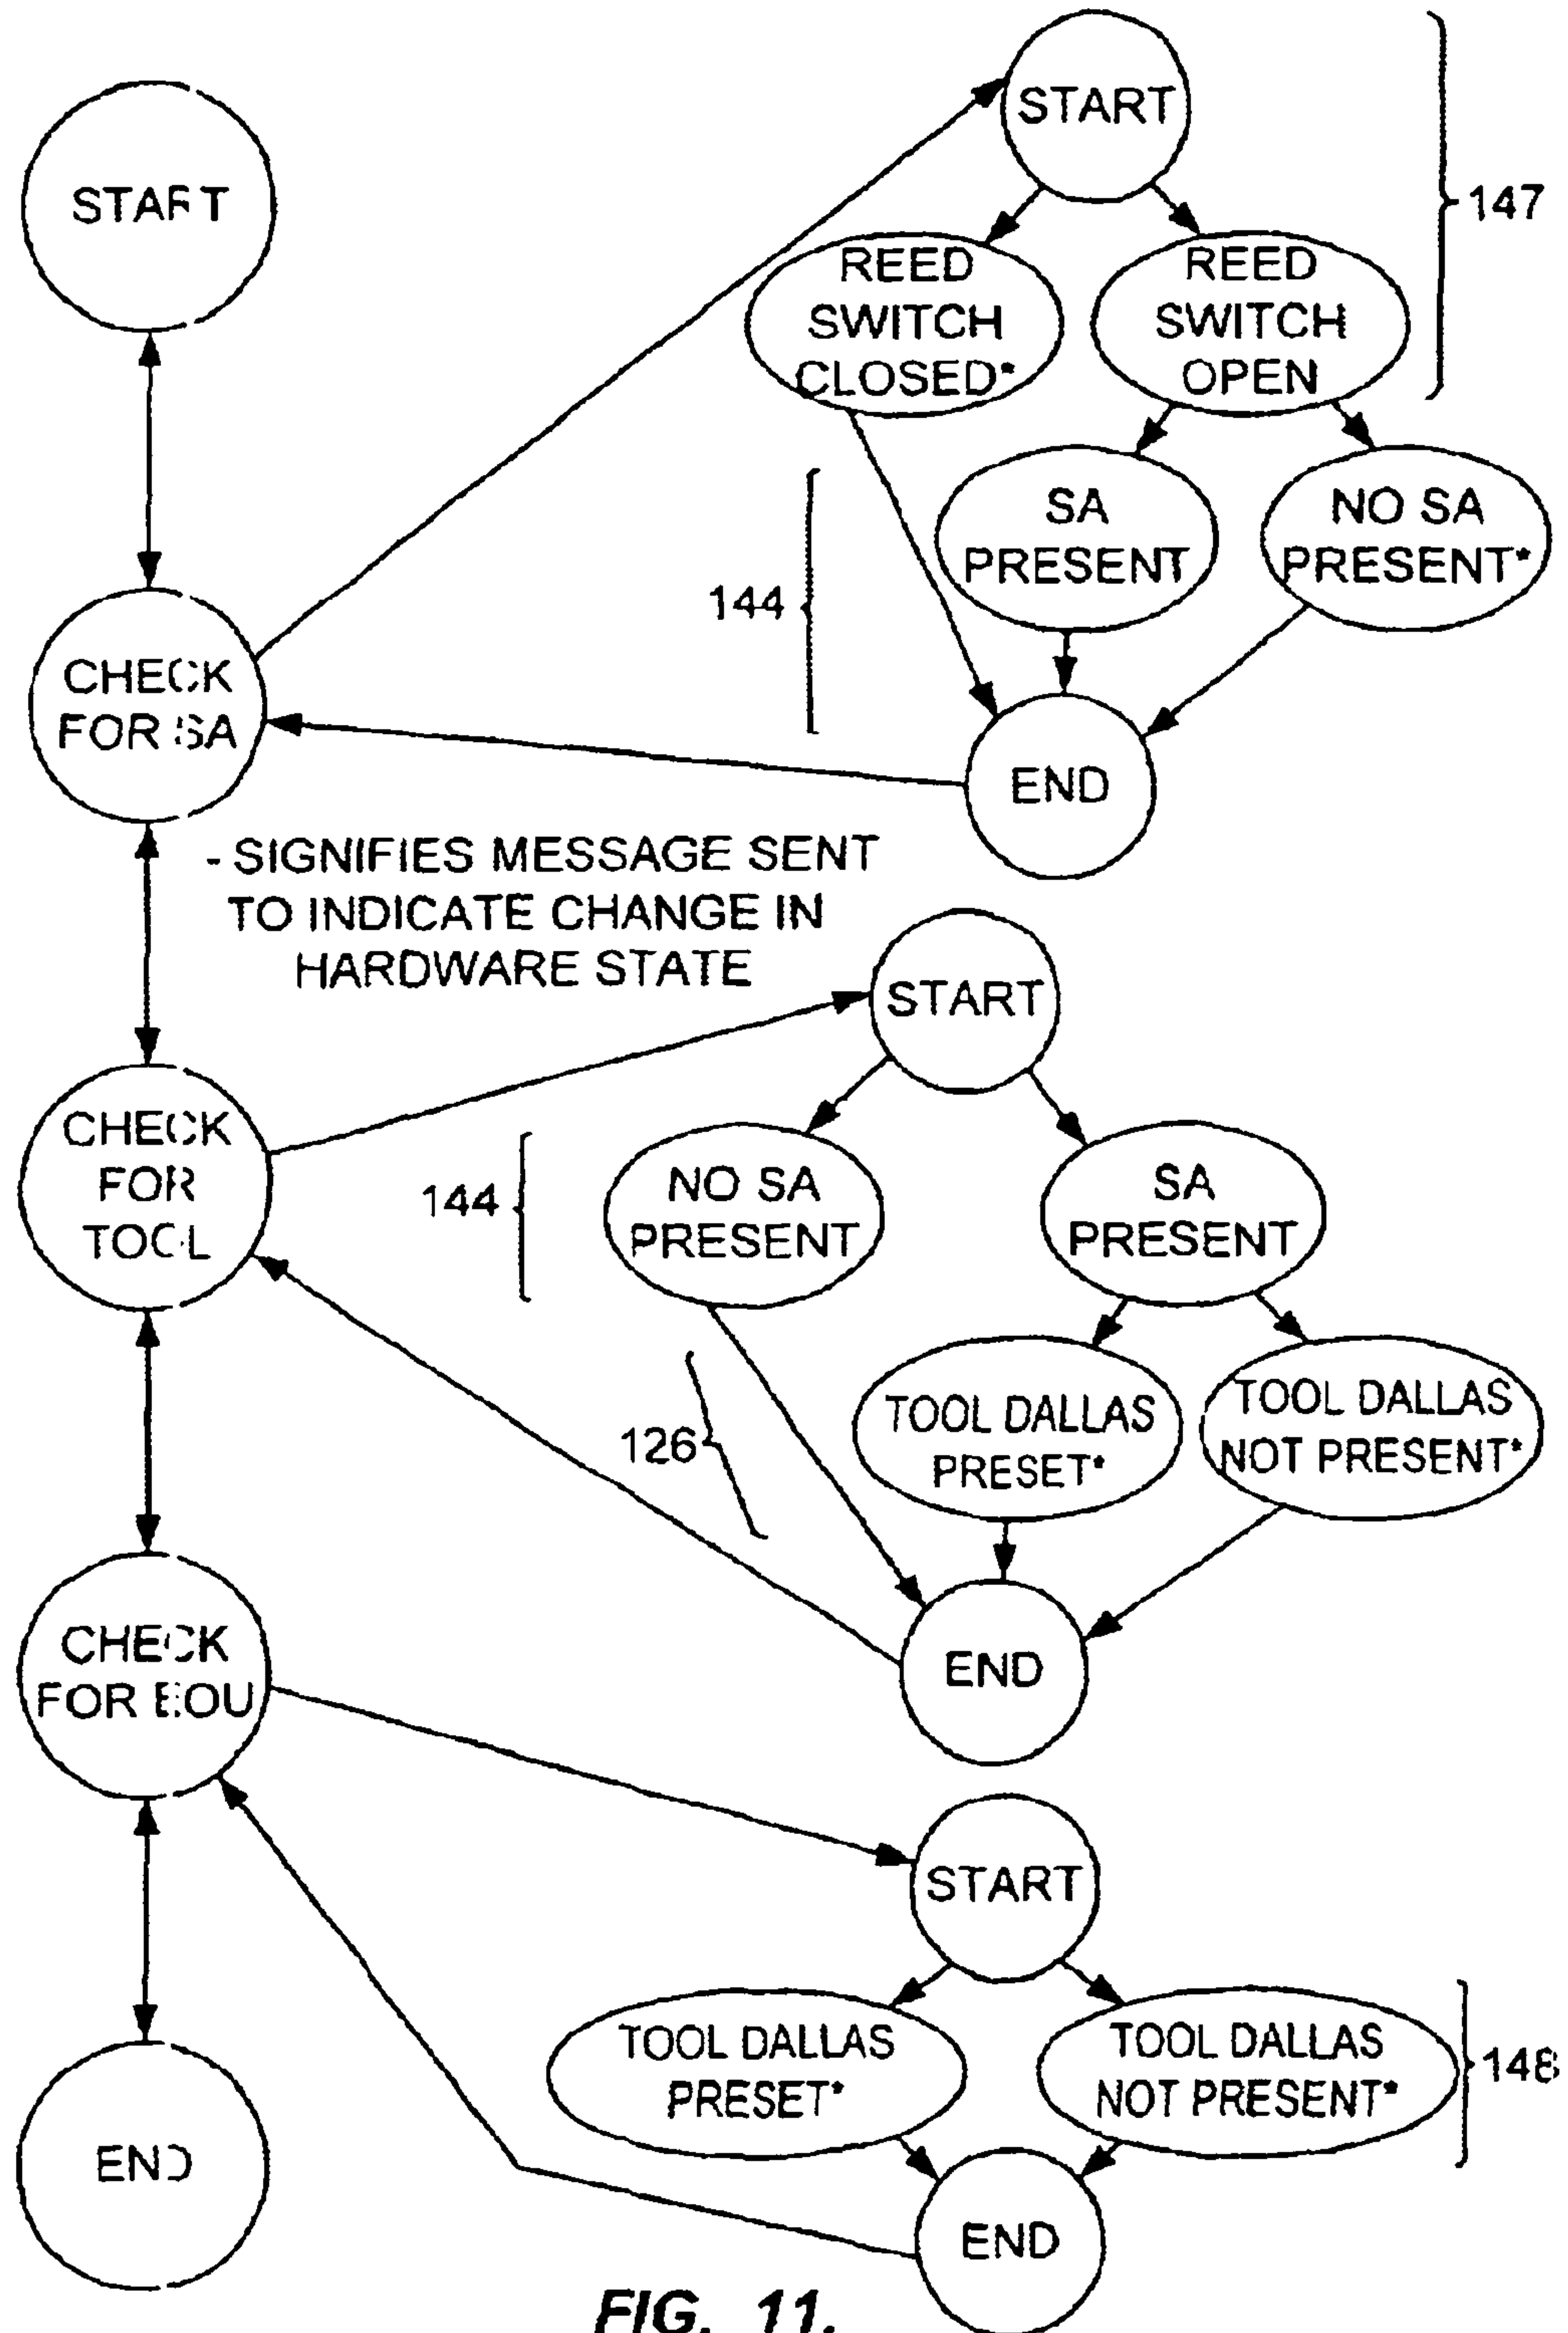 START
147
START
REED
SWITCH
CLOSED*
REED
SWITCH
OPEN
SA
PRESENT
NO SA
PRESENT*
144
CHECK
FOR SA
END
- SIGNIFIES MESSAGE SENT
TO INDICATE CHANGE IN
HARDWARE STATE
START
CHECK
FOR
TOOL
144
NO SA
PRESENT
SA
PRESENT
126
TOOL DALLAS
PRESET*
TOOL DALLAS
NOT PRESENT*
CHECK
FOR
END
START
TOOL DALLAS
PRESET*
TOOL DALLAS
NOT PRESENT*
END
END
FIG. 11.